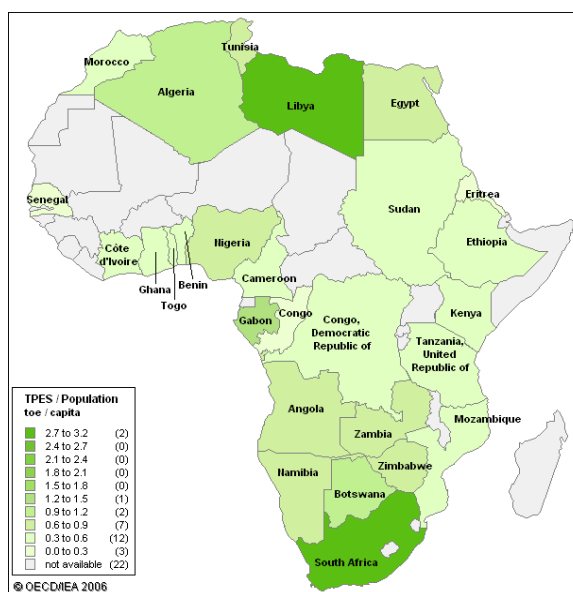 Tunisia
Morocco
Algeria
Libya
Egypt
Senegal
Eritrea
Sudan
Nigeria
Ethiopia
Côte
d'Ivoire
Cameroon
Benin
Ghana
Togo
Gabon
Congo
Kenya
Congo,
Democratic
Republic of
Tanzania,
United
Republic of
Angola
Mozambique
Zambia
Zimbabwe
Namibia
Botswana
South Africa
TPES / Population
toe / capita
2.7 to 3.2 (2)
2.4 to 2.7 (0)
2.1 to 2.4 (0)
1.8 to 2.1 (0)
1.5 to 1.8 (0)
1.2 to 1.5 (1)
0.9 to 1.2 (2)
0.6 to 0.9 (7)
0.3 to 0.6 (12)
0.0 to 0.3 (3)
not available (22)
© OECD/IEA 2006